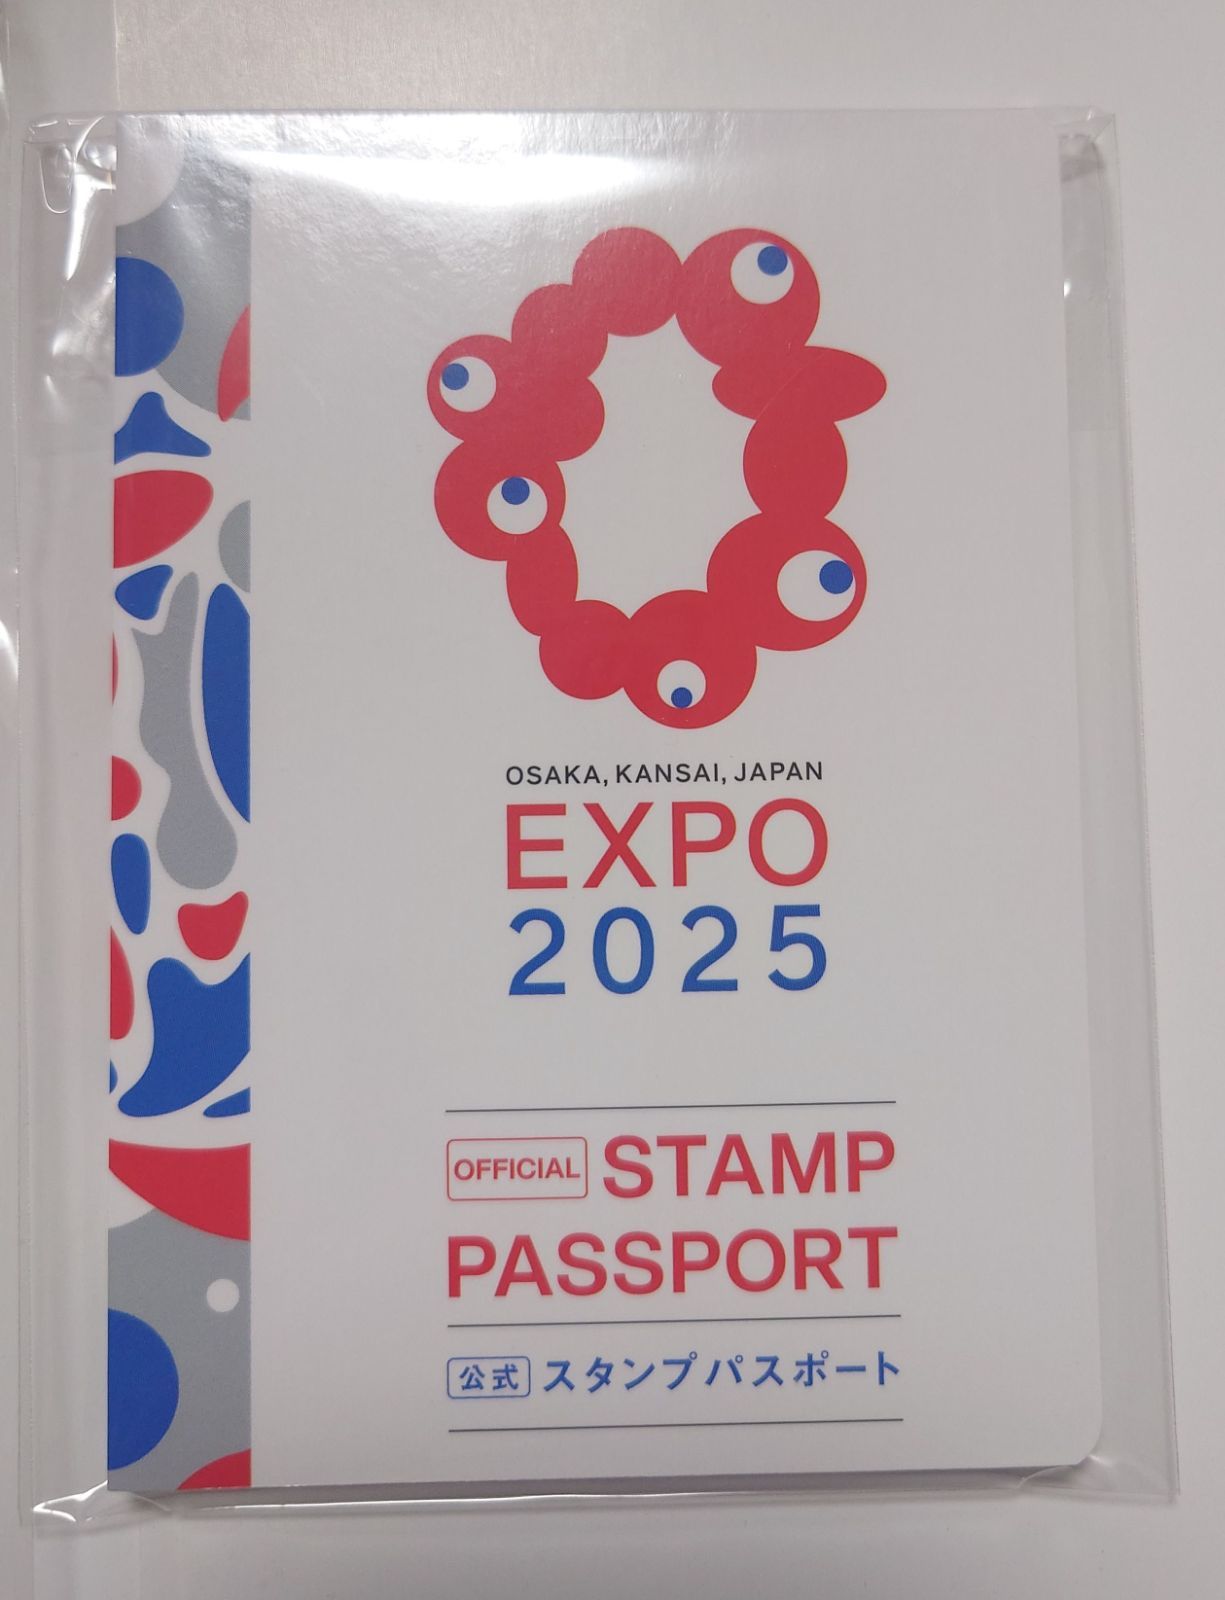 OSAKA, KANSAI, JAPAN
EXPO
2025
OFFICIAL STAMP
PASSPORT
公式 スタンプパスポート